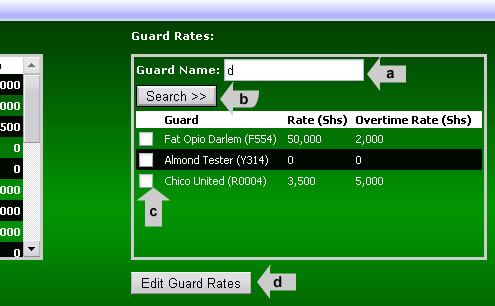 Guard Rates:
Guard Name: d a
Search >> b
Guard Rate (Shs) Overtime Rate (Shs)
Fat Opio Darlem (F554) 50,000 2,000
Almond Tester (Y314) 0 0
Chico United (R0004) 3,500 5,000
c
Edit Guard Rates d
000
000
500
0
0
000
000
000
000
0